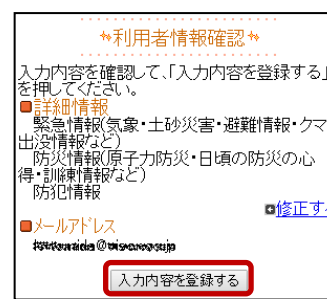 利用者情報確認
入力内容を確認して、「入力内容を登録する」
を押してください。
■詳細情報
緊急情報(気象・土砂災害・避難情報・クマ
出没情報など)
防災情報(原子力防災・日頃の防災の心
得・訓練情報など)
防犯情報
修正す
■メールアドレス
入力内容を登録する